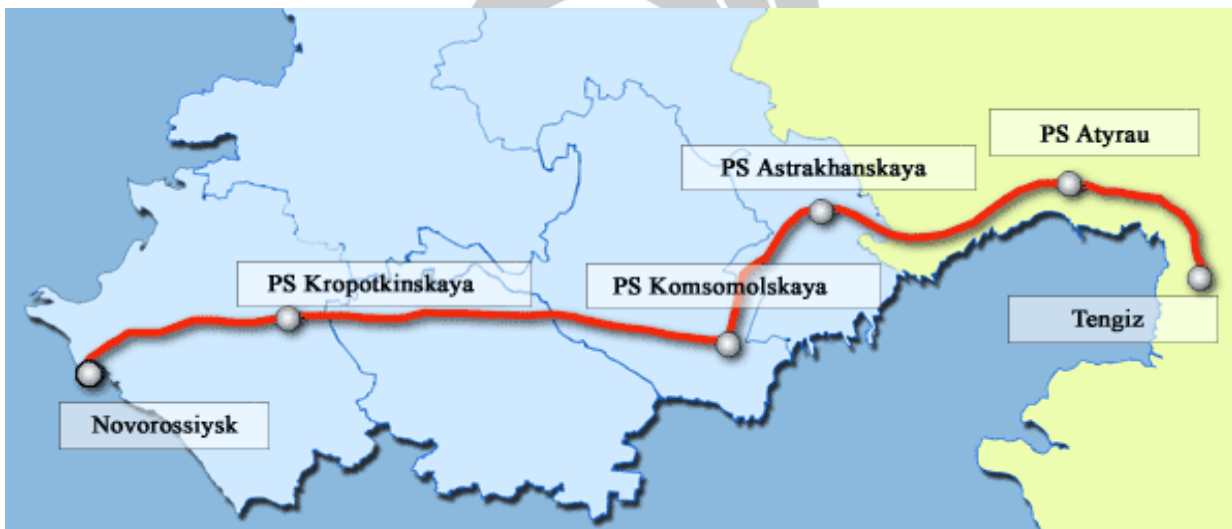 PS Atyrau
PS Astrakhanskaya
PS Kropotkinskaya
PS Komsomolskaya
Tengiz
Novorossiysk